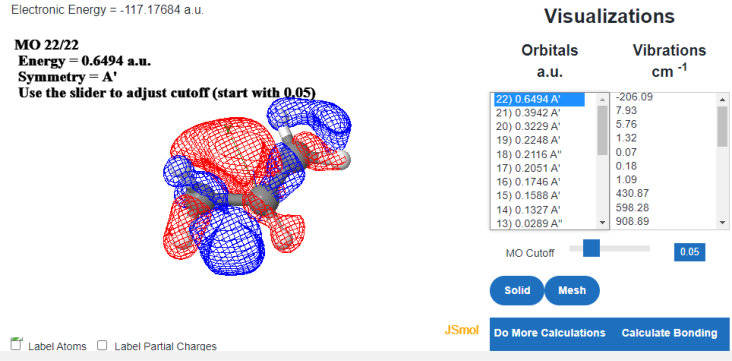 Electronic Energy = -117.17684 a.u.
MO 22/22
Energy = 0.6494 a.u.
Symmetry = A'
Use the slider to adjust cutoff (start with 0.05)
JSmol
Label Atoms
Label Partial Charges
Visualizations
Orbitals
a.u.
22) 0.6494 A'
21) 0.3942 A'
20) 0.3229 A'
19) 0.2248 A'
18) 0.2116 A"
17) 0.2051 A'
16) 0.1746 A'
15) 0.1588 A'
14) 0.1327 A'
13) 0.0289 A"
Vibrations
cm -1
-206.09
7.93
5.76
1.32
0.07
0.18
1.09
430.87
598.28
908.89
MO Cutoff
0.05
Solid
Mesh
Do More Calculations
Calculate Bonding